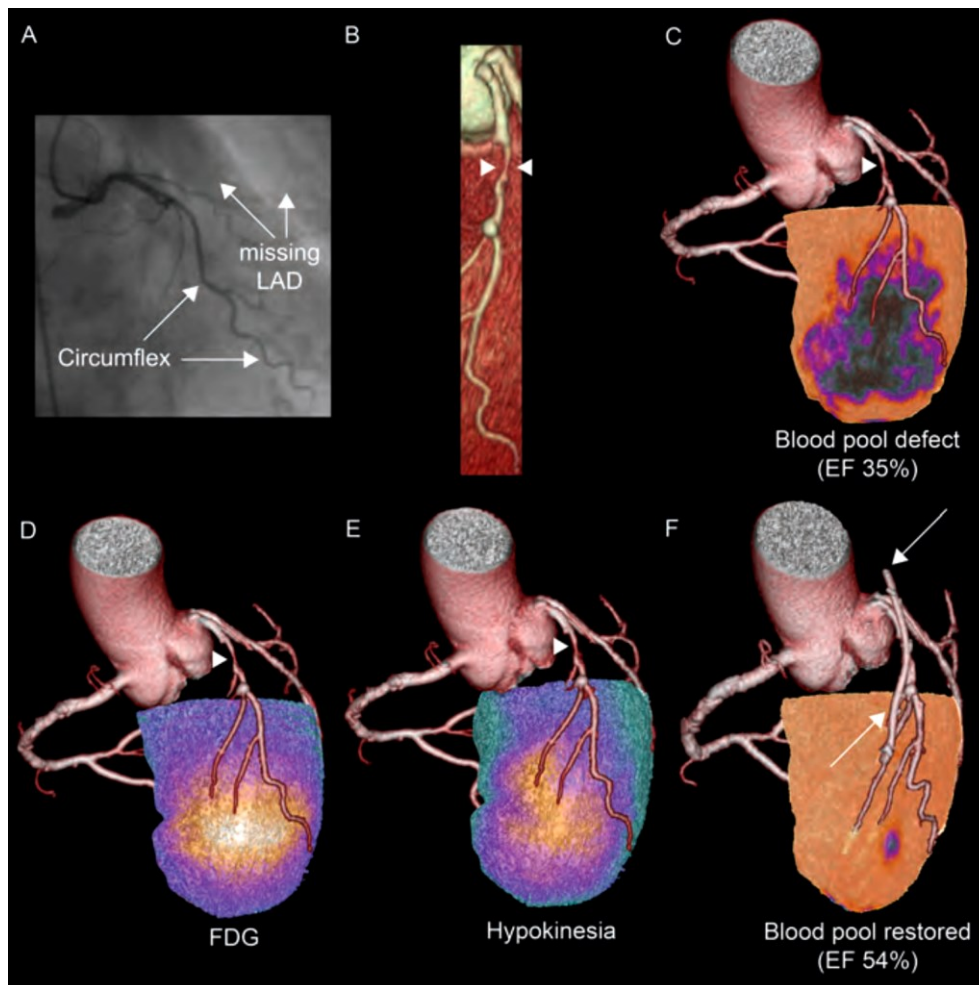 A
B
C
missing
LAD
Circumflex
Blood pool defect
(EF 35%)
D
E
F
FDG
Hypokinesia
Blood pool restored
(EF 54%)